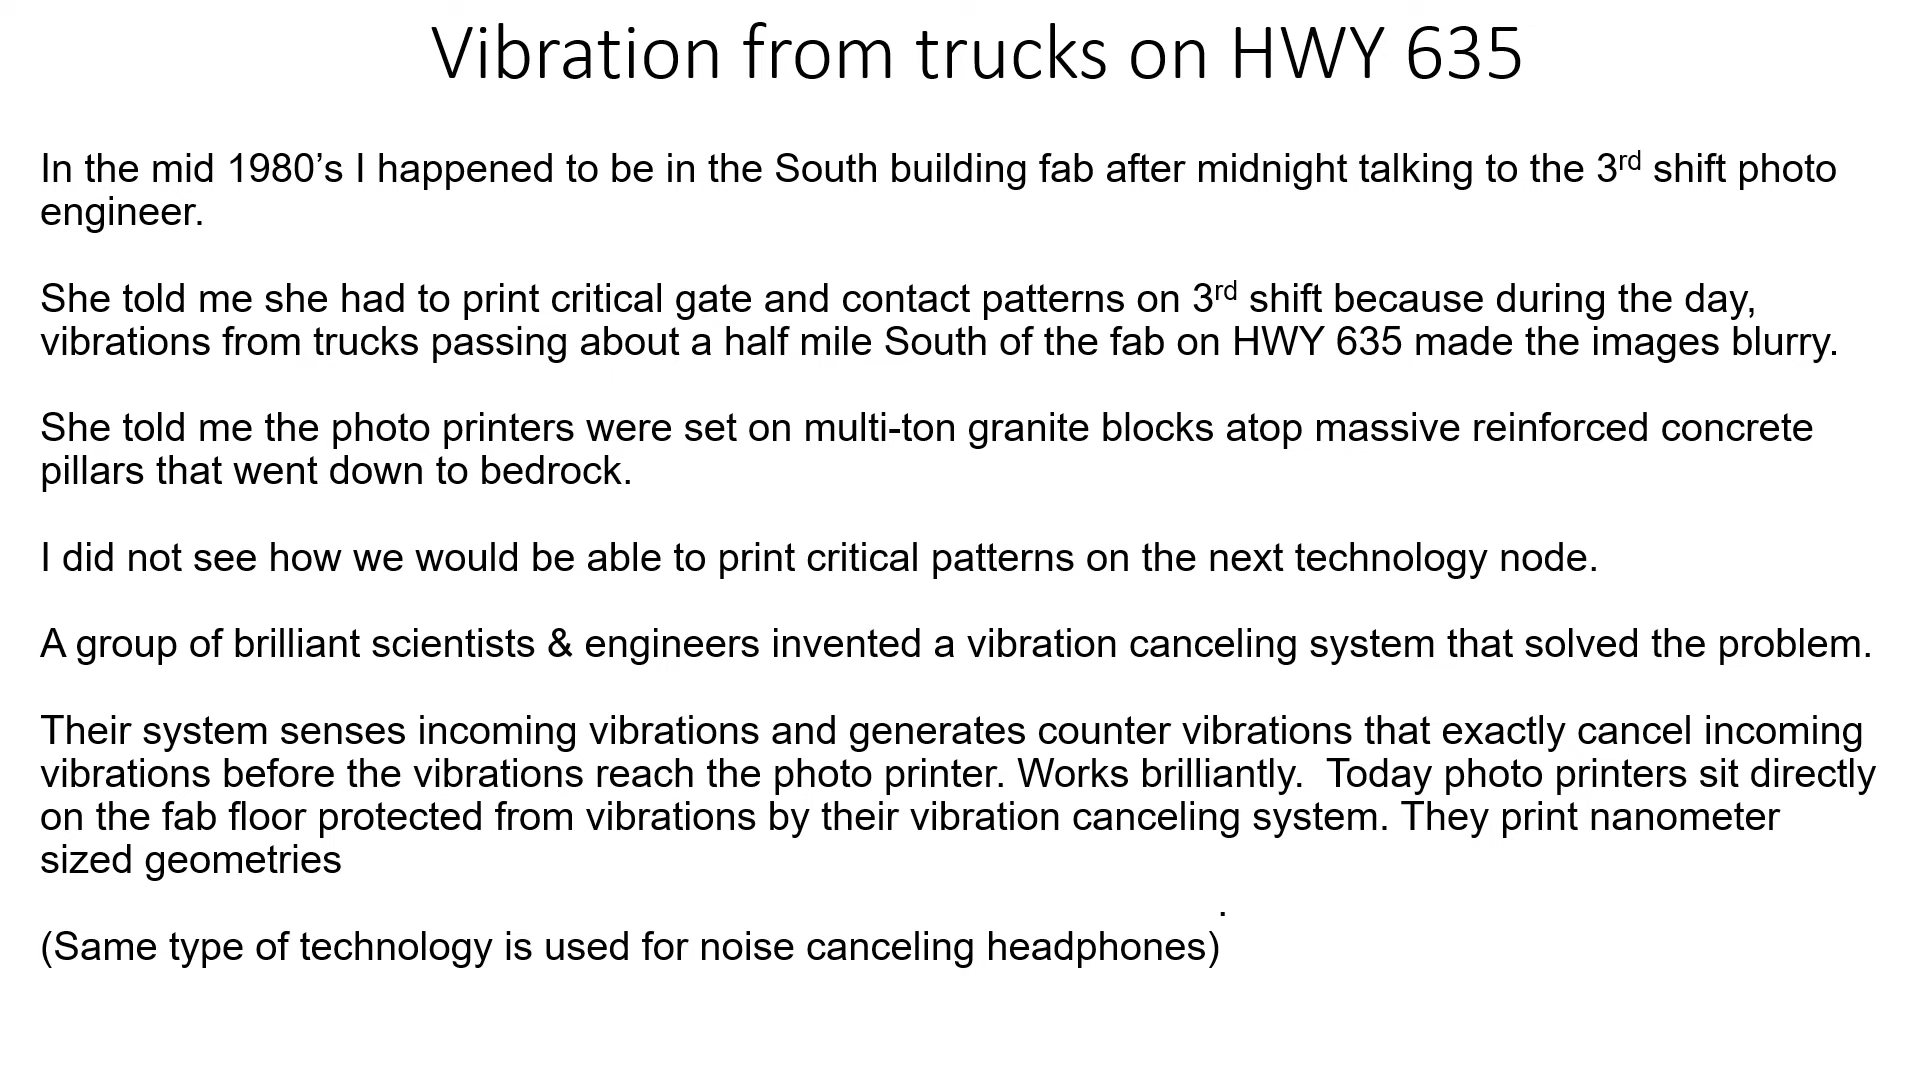 Vibration from trucks on HWY 635
In the mid 1980’s I happened to be in the South building fab after midnight talking to the 3rd shift photo
engineer.
She told me she had to print critical gate and contact patterns on 3rd shift because during the day,
vibrations from trucks passing about a half mile South of the fab on HWY 635 made the images blurry.
She told me the photo printers were set on multi-ton granite blocks atop massive reinforced concrete
pillars that went down to bedrock.
I did not see how we would be able to print critical patterns on the next technology node.
A group of brilliant scientists & engineers invented a vibration canceling system that solved the problem.
Their system senses incoming vibrations and generates counter vibrations that exactly cancel incoming
vibrations before the vibrations reach the photo printer. Works brilliantly.  Today photo printers sit directly
on the fab floor protected from vibrations by their vibration canceling system. They print nanometer
sized geometries
.
(Same type of technology is used for noise canceling headphones)